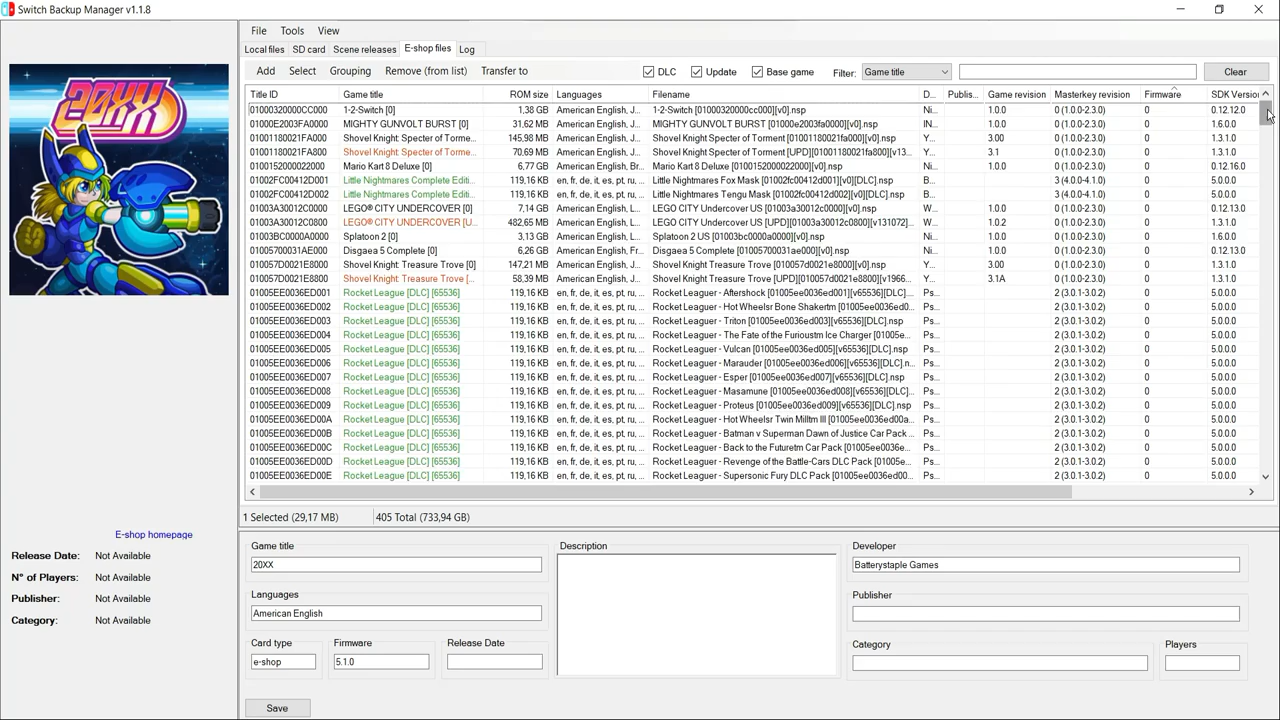 Switch Backup Manager v1.1.8
20XX
File Tools View
Local files SD card Scene releases E-shop files Log
Add Select Grouping Remove (from list) Transfer to DLC Update Base game Filter: Game title Clear
Title ID Game title ROM size Languages Filename D... Publis... Game revision Masterkey revision Firmware SDK Version
01000320000CC000 1-2-Switch [0] 1,38 GB American English, J... 1-2-Switch [01000320000cc000][v0].nsp Ni... 1.0.0 0 (1.0.0-2.3.0) 0 0.12.12.0
01000E2003FA0000 MIGHTY GUNVOLT BURST [0] 31,62 MB American English, J... MIGHTY GUNVOLT BURST [01000e2003fa0000][v0].nsp IN... 1.0.0 0 (1.0.0-2.3.0) 0 1.6.0.0
01001180021FA000 Shovel Knight: Specter of Torme... 145,98 MB American English, J... Shovel Knight Specter of Torment [01001180021fa000][v0].nsp Y... 3.00 0 (1.0.0-2.3.0) 0 1.3.1.0
01001180021FA800 Shovel Knight: Specter of Torme... 70,69 MB American English, J... Shovel Knight Specter of Torment [UPD][01001180021fa800][v13... Y... 3.1 0 (1.0.0-2.3.0) 0 1.3.1.0
0100152000022000 Mario Kart 8 Deluxe [0] 6,77 GB American English, Br... Mario Kart 8 Deluxe [0100152000022000][v0].nsp Ni... 1.0.0 0 (1.0.0-2.3.0) 0 0.12.16.0
01002FC00412D001 Little Nightmares Complete Editi... 119,16 KB en, fr, de, it, es, pt, ru, ... Little Nightmares Fox Mask [01002fc00412d001][v0][DLC].nsp B... 3 (4.0.0-4.1.0) 0 5.0.0.0
01002FC00412D002 Little Nightmares Complete Editi... 119,16 KB en, fr, de, it, es, pt, ru, ... Little Nightmares Tengu Mask [01002fc00412d002][v0][DLC].nsp B... 3 (4.0.0-4.1.0) 0 5.0.0.0
01003A30012C0000 LEGO® CITY UNDERCOVER [0] 7,14 GB American English, L... LEGO CITY Undercover [01003a30012c0000][v0].nsp W... 1.0.0 0 (1.0.0-2.3.0) 0 0.12.13.0
01003A30012C0800 LEGO® CITY UNDERCOVER [U... 482,65 MB American English, L... LEGO CITY Undercover [UPD][01003a30012c0800][v131072]... W... 1.0.2 0 (1.0.0-2.3.0) 0 1.3.1.0
01003BC0000A0000 Splatoon 2 [0] 3,13 GB American English, L... Splatoon 2 US [01003bc0000a0000][v0].nsp Ni... 1.0.0 0 (1.0.0-2.3.0) 0 1.6.0.0
01005700031AE000 Disgaea 5 Complete [0] 6,26 GB American English, Fr... Disgaea 5 Complete [01005700031ae000][v0].nsp Ni... 1.0.0 0 (1.0.0-2.3.0) 0 0.12.13.0
010057D0021E8000 Shovel Knight: Treasure Trove [0] 147,21 MB American English, J... Shovel Knight Treasure Trove [010057d0021e8000][v0].nsp Y... 3.00 0 (1.0.0-2.3.0) 0 1.3.1.0
010057D0021E8800 Shovel Knight: Treasure Trove [... 58,39 MB American English, J... Shovel Knight Treasure Trove [UPD][010057d0021e8800][v1966... Y... 3.1A 0 (1.0.0-2.3.0) 0 1.3.1.0
01005EE0036ED001 Rocket League [DLC] [65536] 119,16 KB en, fr, de, it, es, pt, ru, ... Rocket Leaguer - Aftershock [01005ee0036ed001][v65536][DLC].... Ps... 2 (3.0.1-3.0.2) 0 5.0.0.0
01005EE0036ED002 Rocket League [DLC] [65536] 119,16 KB en, fr, de, it, es, pt, ru, ... Rocket Leaguer - Hot Wheelsr Bone Shakertm [01005ee0036ed0... Ps... 2 (3.0.1-3.0.2) 0 5.0.0.0
01005EE0036ED003 Rocket League [DLC] [65536] 119,16 KB en, fr, de, it, es, pt, ru, ... Rocket Leaguer - Triton [01005ee0036ed003][v65536][DLC].nsp Ps... 2 (3.0.1-3.0.2) 0 5.0.0.0
01005EE0036ED004 Rocket League [DLC] [65536] 119,16 KB en, fr, de, it, es, pt, ru, ... Rocket Leaguer - The Fate of the Furioustm Ice Charger [01005ee... Ps... 2 (3.0.1-3.0.2) 0 5.0.0.0
01005EE0036ED005 Rocket League [DLC] [65536] 119,16 KB en, fr, de, it, es, pt, ru, ... Rocket Leaguer - Vulcan [01005ee0036ed005][v65536][DLC].nsp Ps... 2 (3.0.1-3.0.2) 0 5.0.0.0
01005EE0036ED006 Rocket League [DLC] [65536] 119,16 KB en, fr, de, it, es, pt, ru, ... Rocket Leaguer - Marauder [01005ee0036ed006][v65536][DLC]... Ps... 2 (3.0.1-3.0.2) 0 5.0.0.0
01005EE0036ED007 Rocket League [DLC] [65536] 119,16 KB en, fr, de, it, es, pt, ru, ... Rocket Leaguer - Esper [01005ee0036ed007][v65536][DLC].nsp Ps... 2 (3.0.1-3.0.2) 0 5.0.0.0
01005EE0036ED008 Rocket League [DLC] [65536] 119,16 KB en, fr, de, it, es, pt, ru, ... Rocket Leaguer - Masamune [01005ee0036ed008][v65536][DLC... Ps... 2 (3.0.1-3.0.2) 0 5.0.0.0
01005EE0036ED009 Rocket League [DLC] [65536] 119,16 KB en, fr, de, it, es, pt, ru, ... Rocket Leaguer - Proteus [01005ee0036ed009][v65536][DLC].nsp Ps... 2 (3.0.1-3.0.2) 0 5.0.0.0
01005EE0036ED00A Rocket League [DLC] [65536] 119,16 KB en, fr, de, it, es, pt, ru, ... Rocket Leaguer - Hot Wheelsr Twin Milltm III [01005ee0036ed00a... Ps... 2 (3.0.1-3.0.2) 0 5.0.0.0
01005EE0036ED00B Rocket League [DLC] [65536] 119,16 KB en, fr, de, it, es, pt, ru, ... Rocket Leaguer - Batman v Superman Dawn of Justice Car Pack ... Ps... 2 (3.0.1-3.0.2) 0 5.0.0.0
01005EE0036ED00C Rocket League [DLC] [65536] 119,16 KB en, fr, de, it, es, pt, ru, ... Rocket Leaguer - Back to the Futuretm Car Pack [01005ee0036ed... Ps... 2 (3.0.1-3.0.2) 0 5.0.0.0
01005EE0036ED00D Rocket League [DLC] [65536] 119,16 KB en, fr, de, it, es, pt, ru, ... Rocket Leaguer - Revenge of the Battle-Cars DLC Pack [01005ee0... Ps... 2 (3.0.1-3.0.2) 0 5.0.0.0
01005EE0036ED00E Rocket League [DLC] [65536] 119,16 KB en, fr, de, it, es, pt, ru, ... Rocket Leaguer - Supersonic Fury DLC Pack [01005ee0036ed00e... Ps... 2 (3.0.1-3.0.2) 0 5.0.0.0
1 Selected (29,17 MB) 405 Total (733,94 GB)
E-shop homepage
Release Date: Not Available
N° of Players: Not Available
Publisher: Not Available
Category: Not Available
Game title Description Developer
20XX Batterystaple Games
Languages Publisher
American English
Card type Firmware Release Date Category Players
e-shop 5.1.0
Save